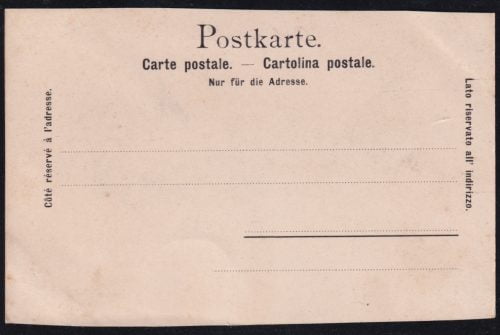 Postkarte.
Carte postale. — Cartolina postale.
Nur für die Adresse.
Côté réservé à l'adresse.
Lato riservato all' indirizzo.